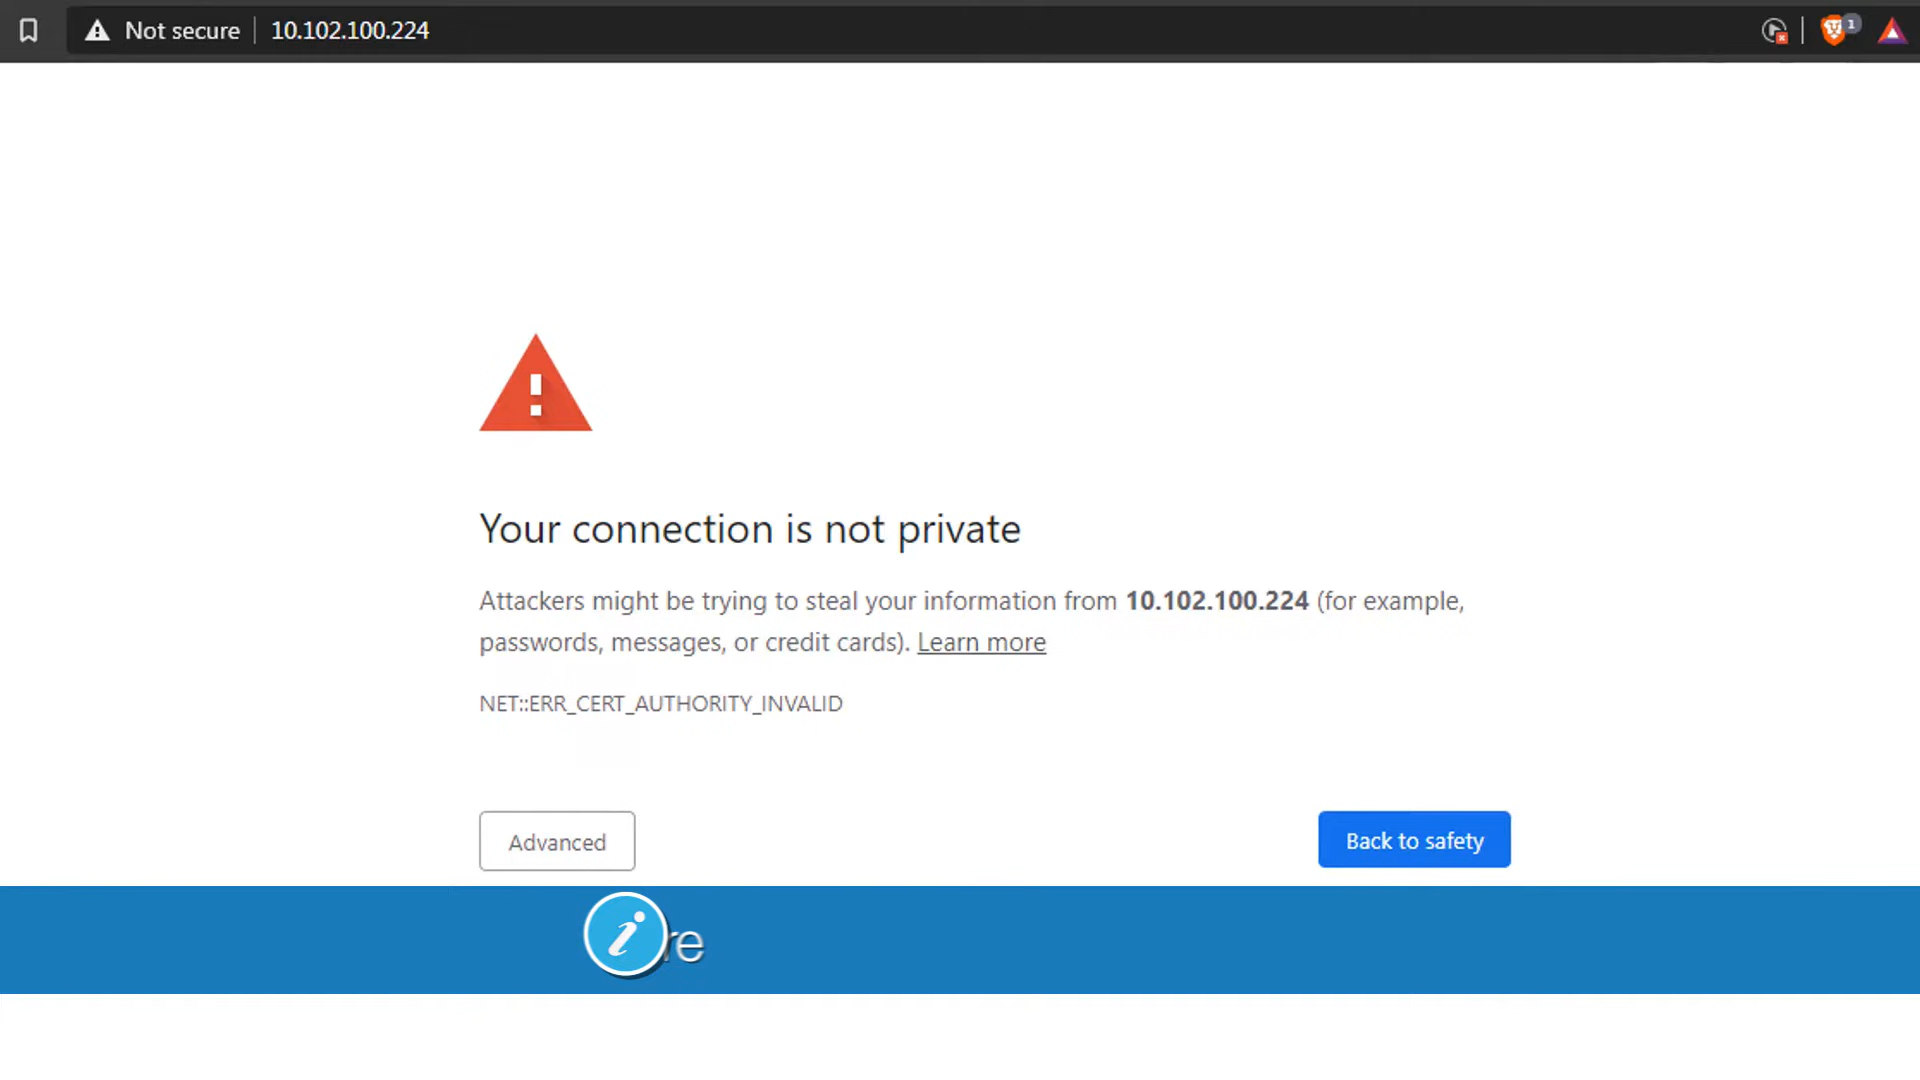 Not secure 10.102.100.224
1
Your connection is not private
Attackers might be trying to steal your information from 10.102.100.224 (for example,
passwords, messages, or credit cards). Learn more
NET::ERR_CERT_AUTHORITY_INVALID
Advanced
Back to safety